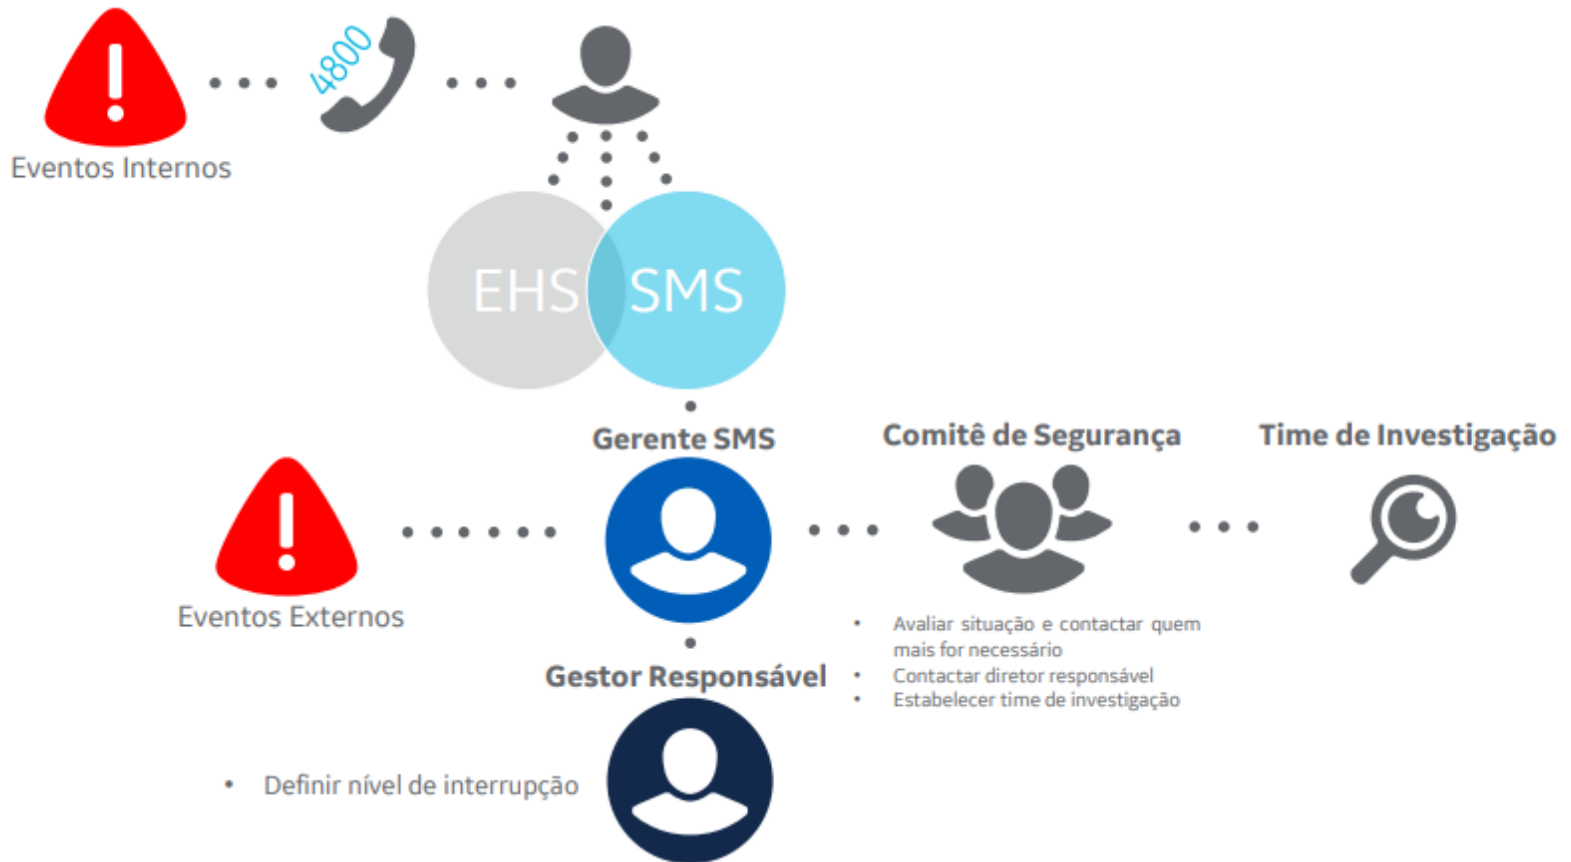 4800
Eventos Internos
EHS
SMS
Gerente SMS
Comitê de Segurança
Time de Investigação
Eventos Externos
• Avaliar situação e contactar quem
mais for necessário
• Contactar diretor responsável
• Estabelecer time de investigação
Gestor Responsável
• Definir nível de interrupção